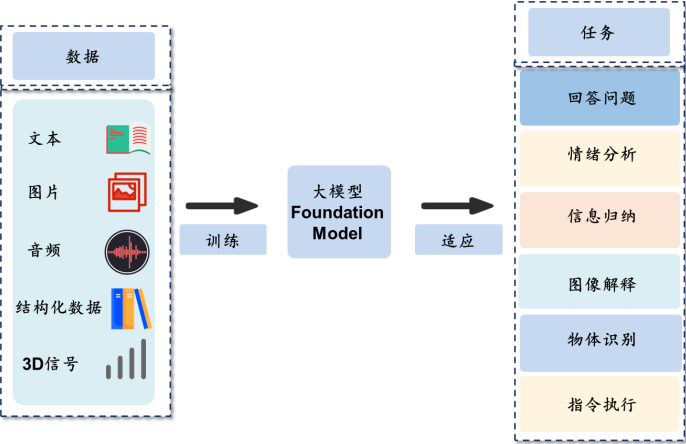 数据
文本
图片
音频
结构化数据
3D信号
训练
大模型
Foundation
Model
适应
任务
回答问题
情绪分析
信息归纳
图像解释
物体识别
指令执行